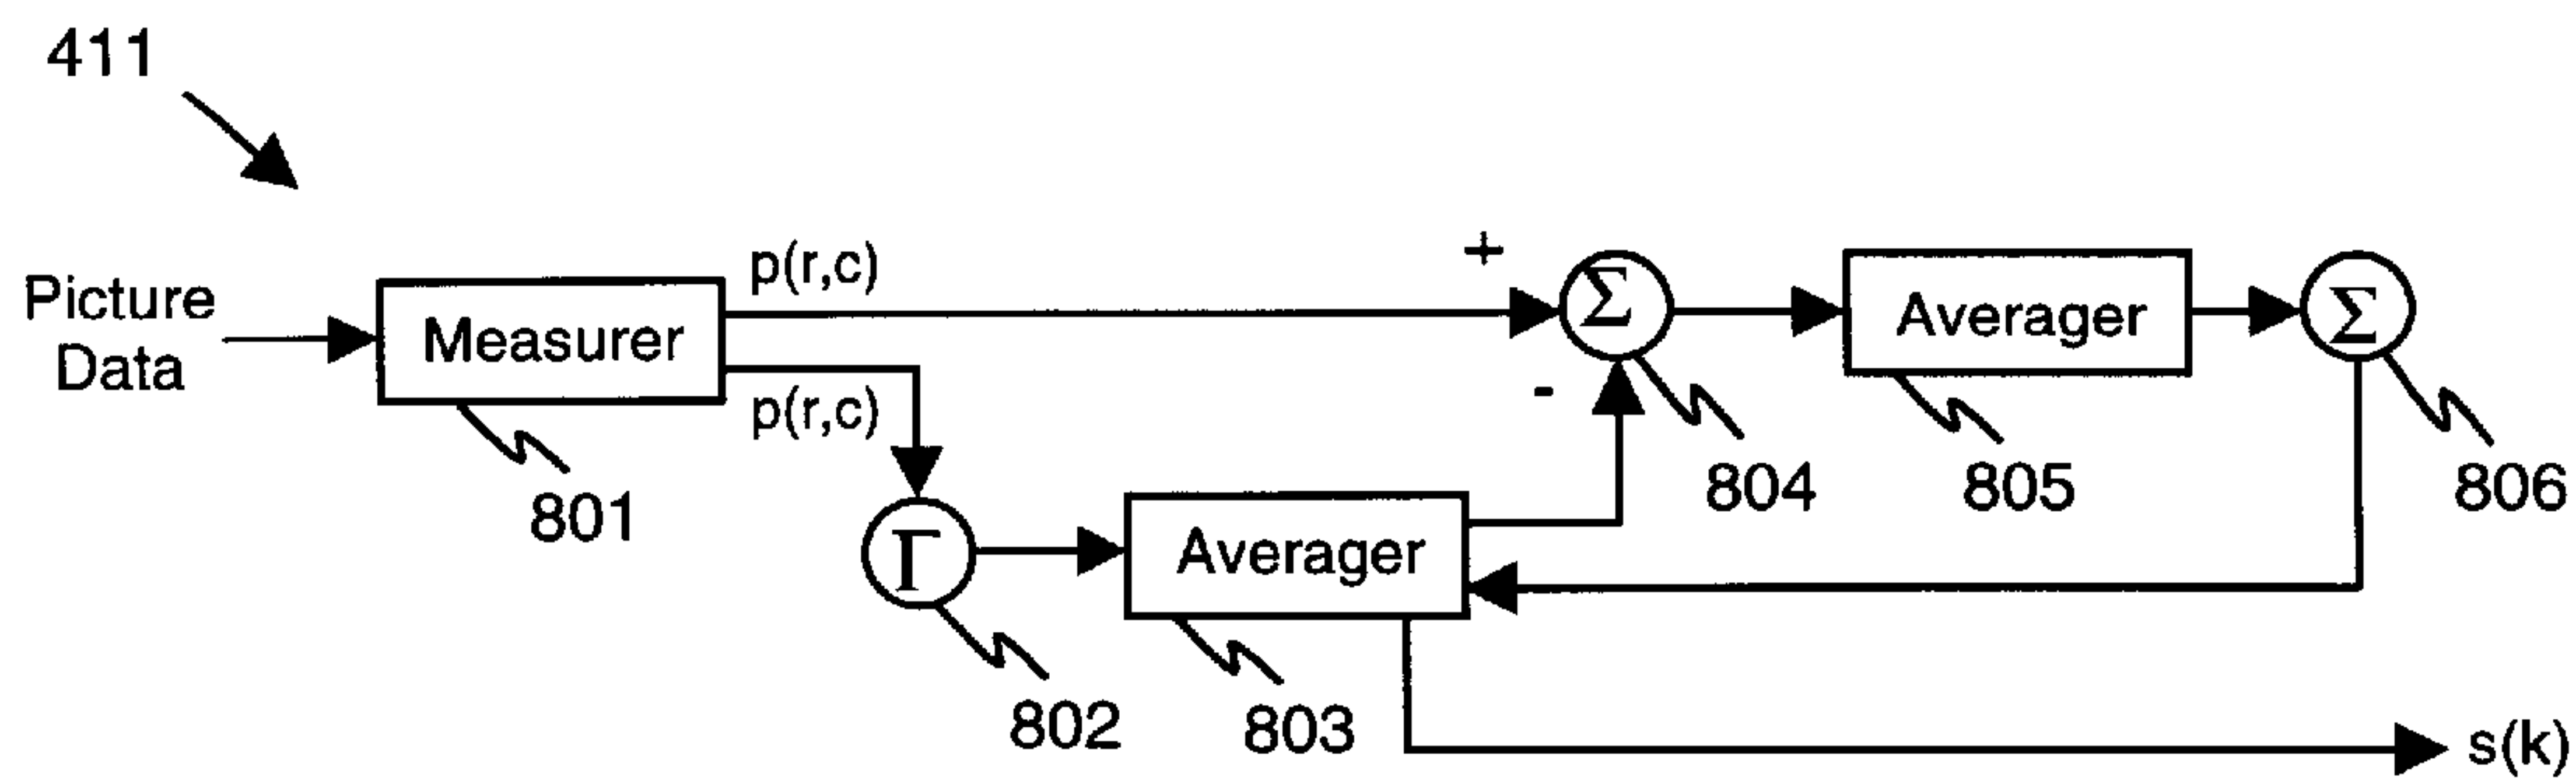 411
Picture
Data
Measurer
p(r,c)
p(r,c)
801
Γ
802
Averager
803
+
-
Σ
804
Averager
805
Σ
806
s(k)